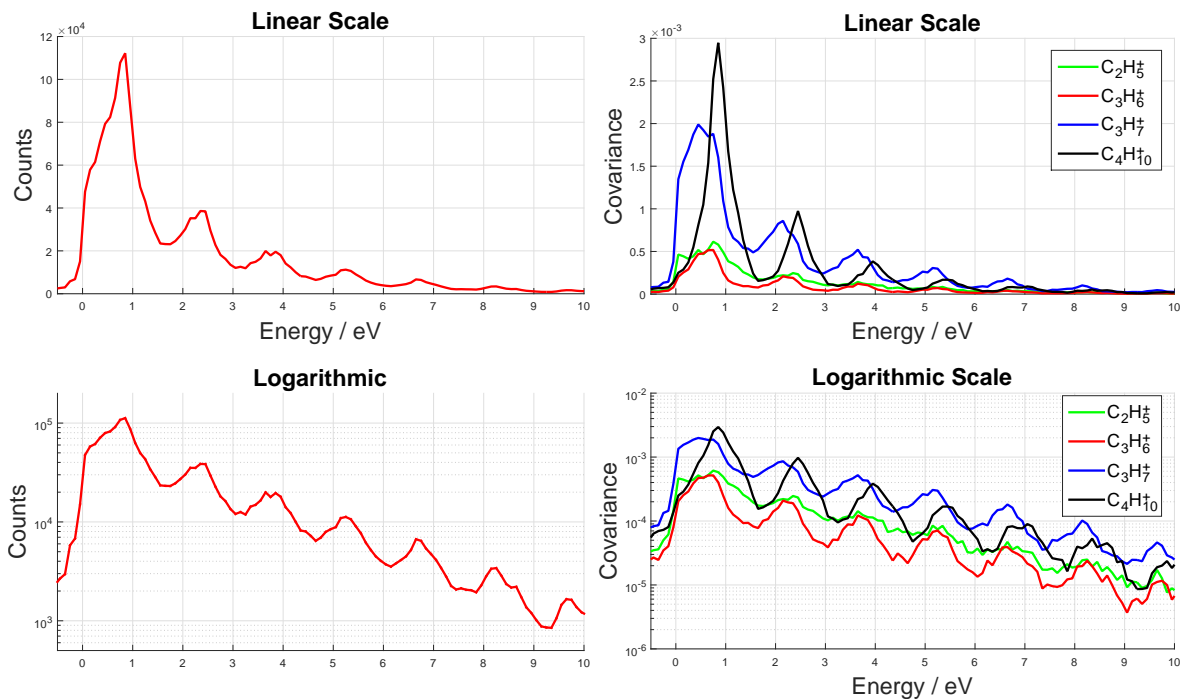 Linear Scale
×10⁴
12
10
8
6
4
2
0
Counts
0 1 2 3 4 5 6 7 8 9 10
Energy / eV
Linear Scale
×10⁻³
3
2.5
2
1.5
1
0.5
0
Covariance
C₂H₅⁺
C₃H₆⁺
C₃H₇⁺
C₄H₁₀⁺
0 1 2 3 4 5 6 7 8 9 10
Energy / eV
Logarithmic
10⁵
10⁴
10³
Counts
0 1 2 3 4 5 6 7 8 9 10
Logarithmic Scale
10⁻²
10⁻³
10⁻⁴
10⁻⁵
10⁻⁶
Covariance
C₂H₅⁺
C₃H₆⁺
C₃H₇⁺
C₄H₁₀⁺
0 1 2 3 4 5 6 7 8 9 10
Energy / eV